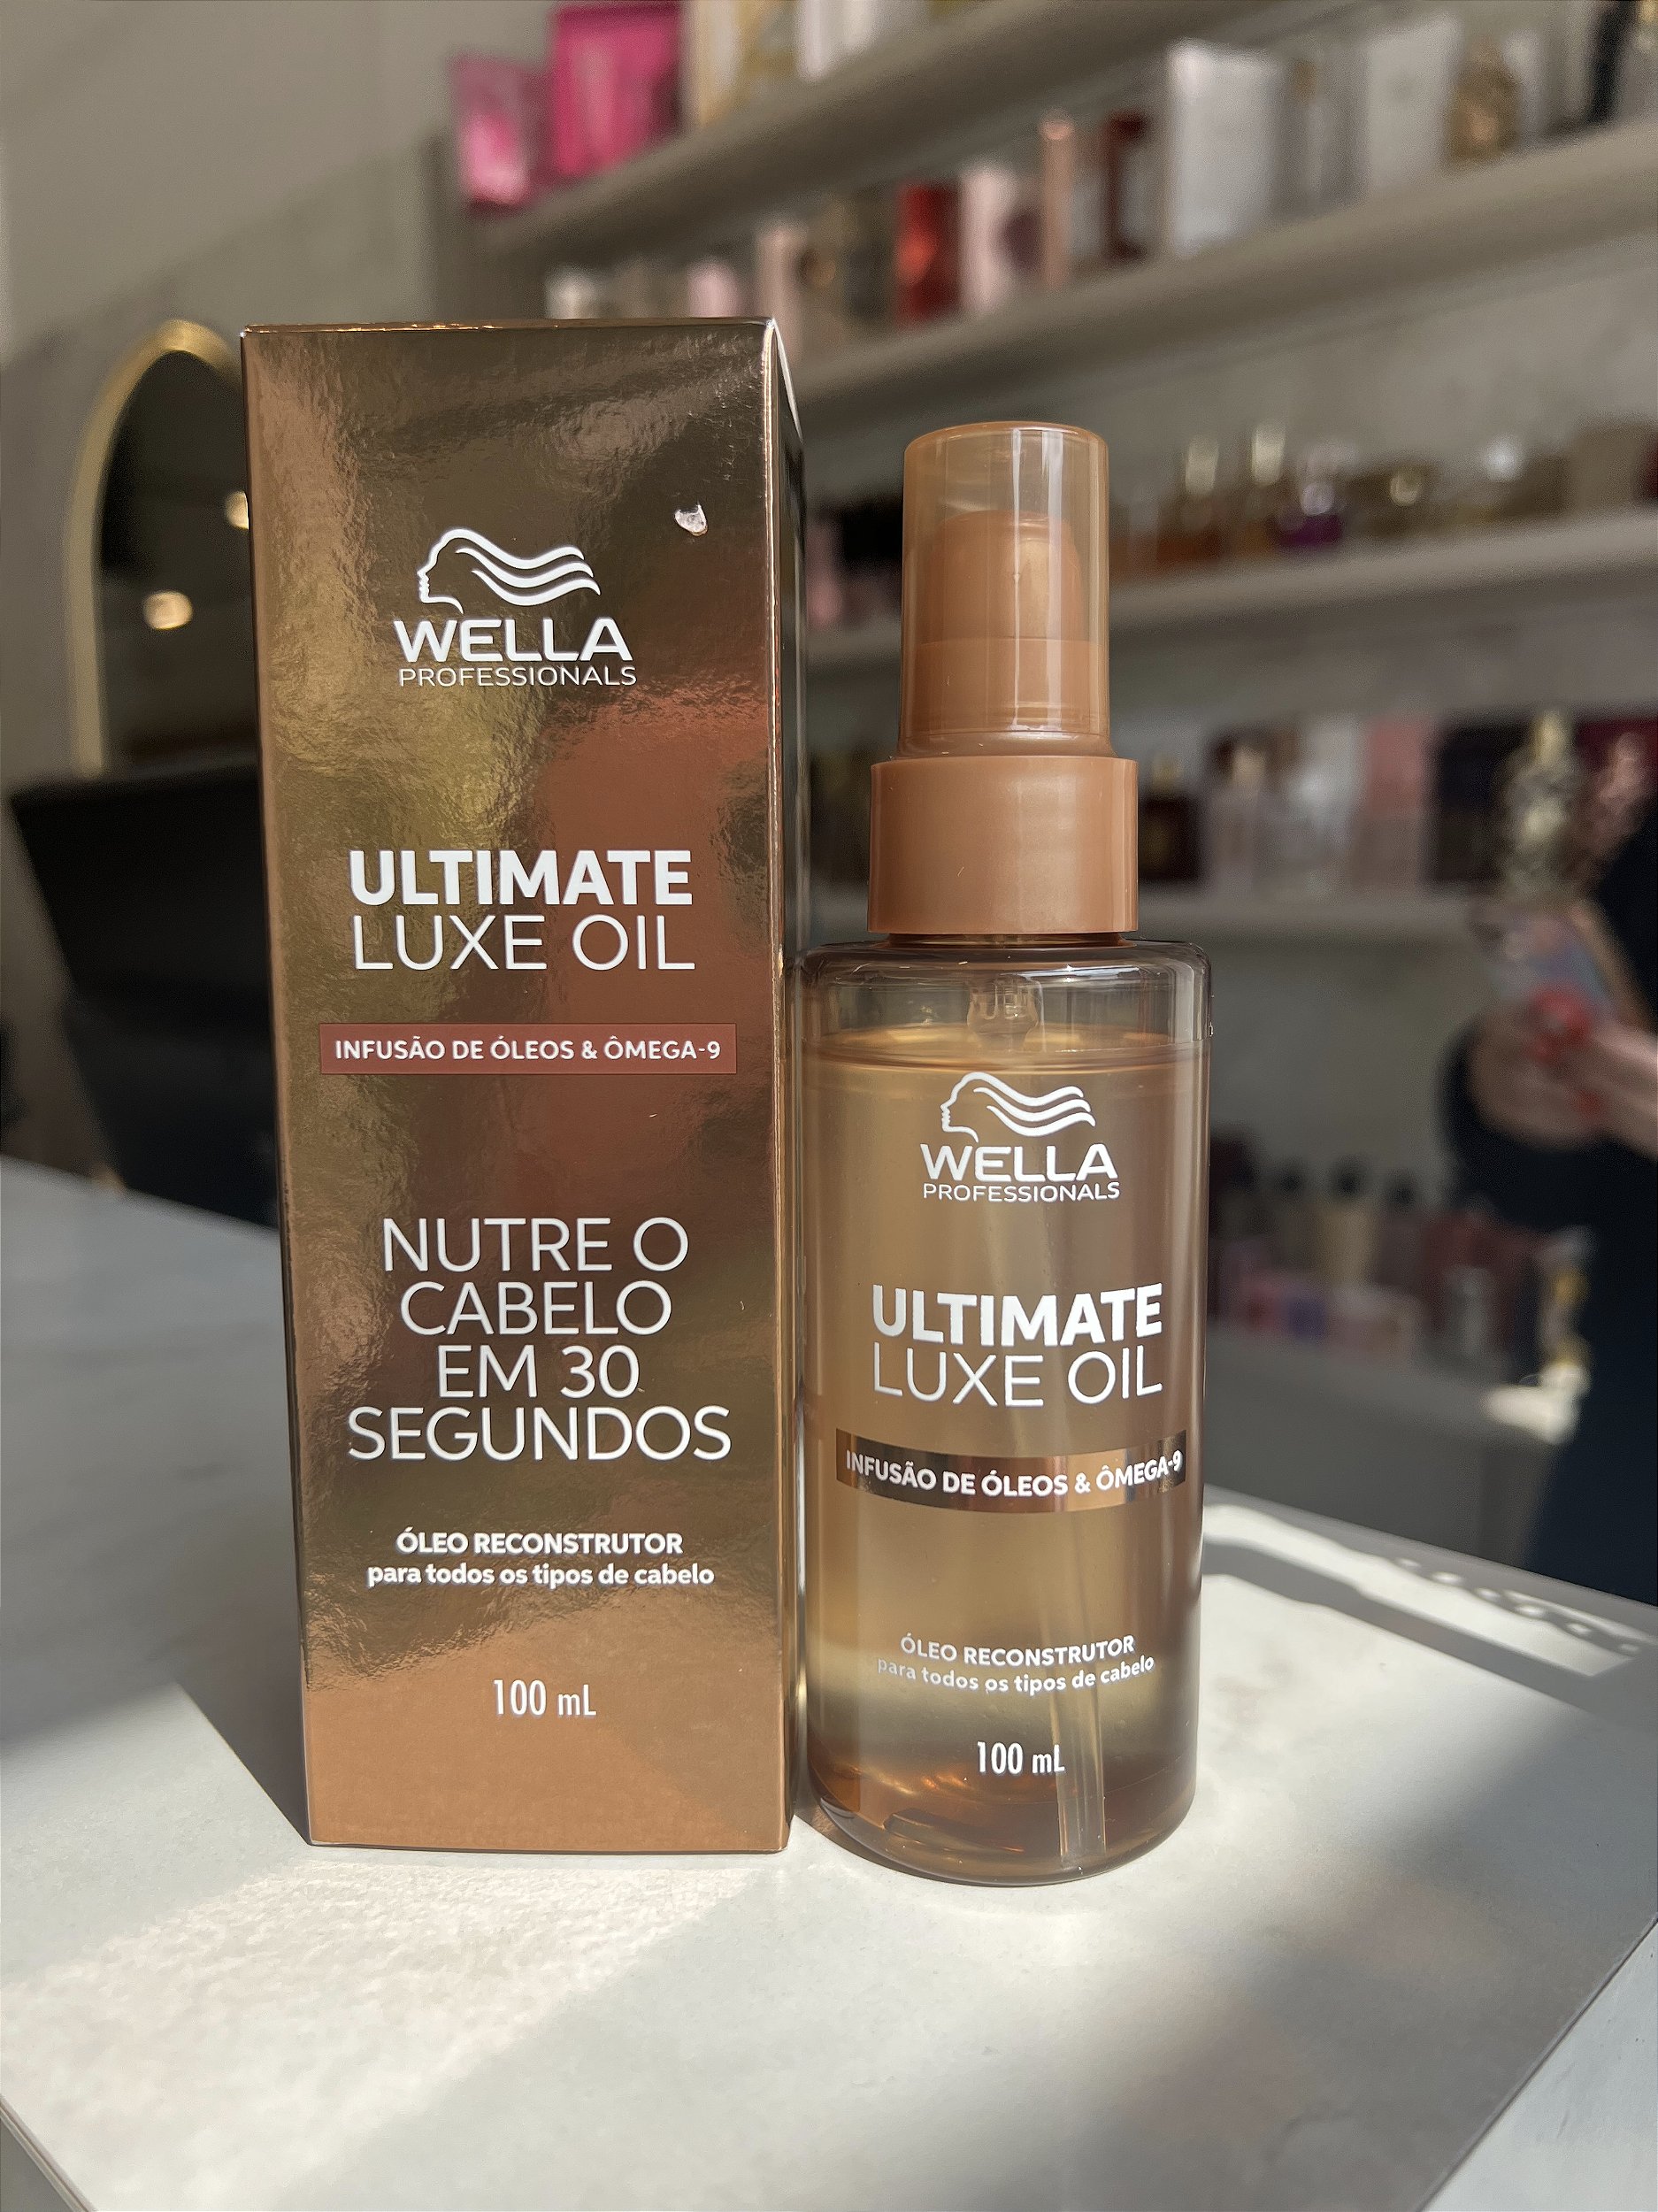 WELLA
PROFESSIONALS
ULTIMATE
LUXE OIL
INFUSÃO DE ÓLEOS & ÔMEGA-9
NUTRE O
CABELO
EM 30
SEGUNDOS
ÓLEO RECONSTRUTOR
para todos os tipos de cabelo
100 mL
WELLA
PROFESSIONALS
ULTIMATE
LUXE OIL
INFUSÃO DE ÓLEOS & ÔMEGA-9
ÓLEO RECONSTRUTOR
para todos os tipos de cabelo
100 mL